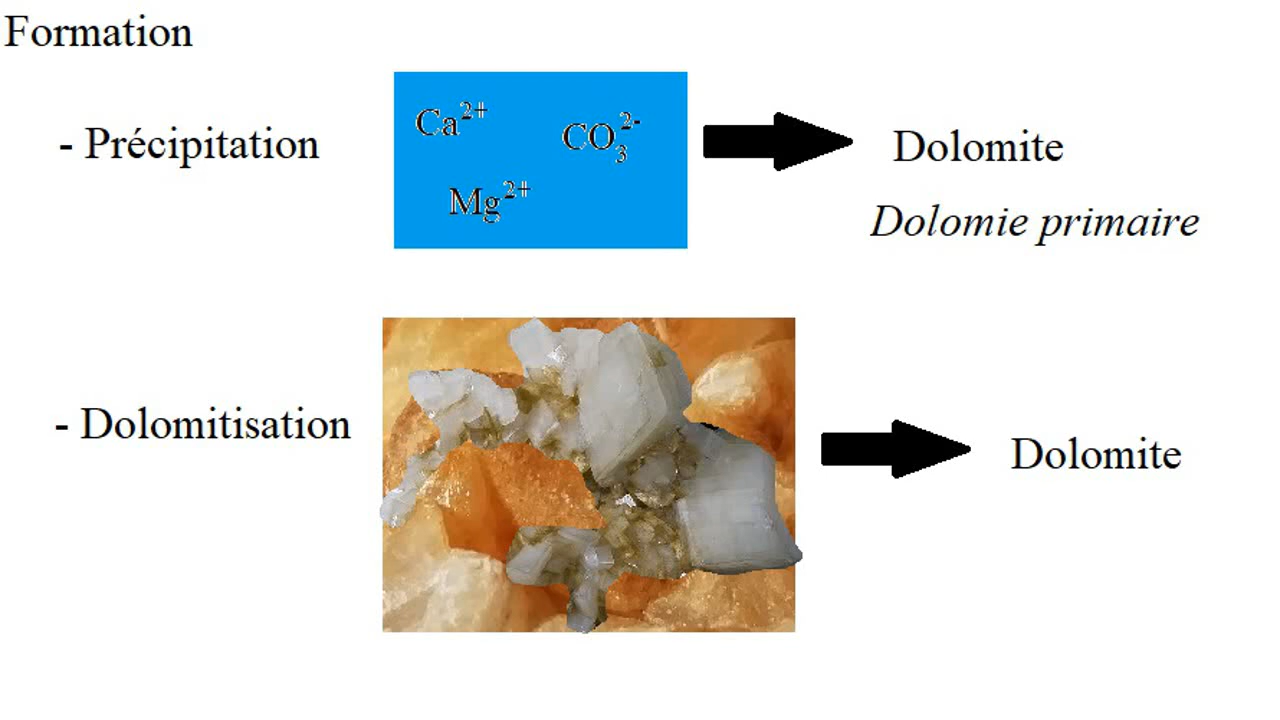 Formation
- Précipitation
Ca2+
CO32-
Mg2+
Dolomite
Dolomie primaire
- Dolomitisation
Dolomite